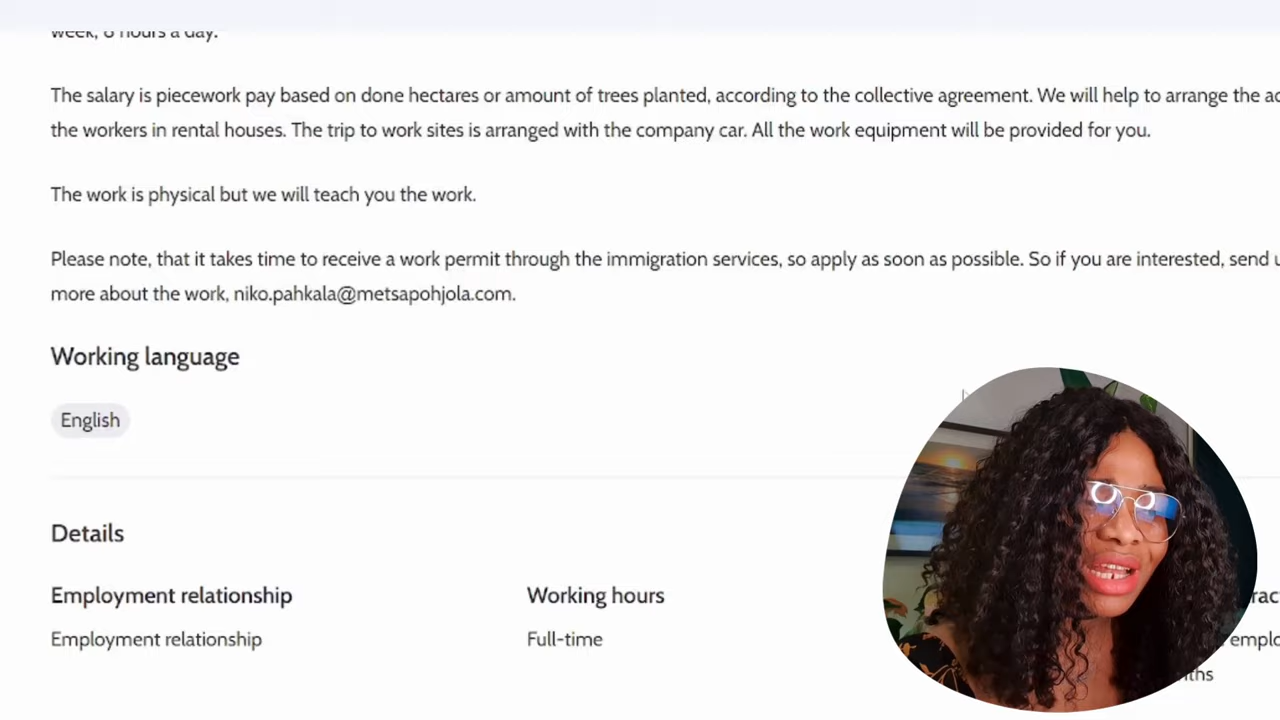 week, 8 hours a day.
The salary is piecework pay based on done hectares or amount of trees planted, according to the collective agreement. We will help to arrange the
the workers in rental houses. The trip to work sites is arranged with the company car. All the work equipment will be provided for you.
The work is physical but we will teach you the work.
Please note, that it takes time to receive a work permit through the immigration services, so apply as soon as possible. So if you are interested, send
more about the work, niko.pahkala@metsapohjola.com.
Working language
English
Details
Employment relationship
Working hours
Employment relationship
Full-time